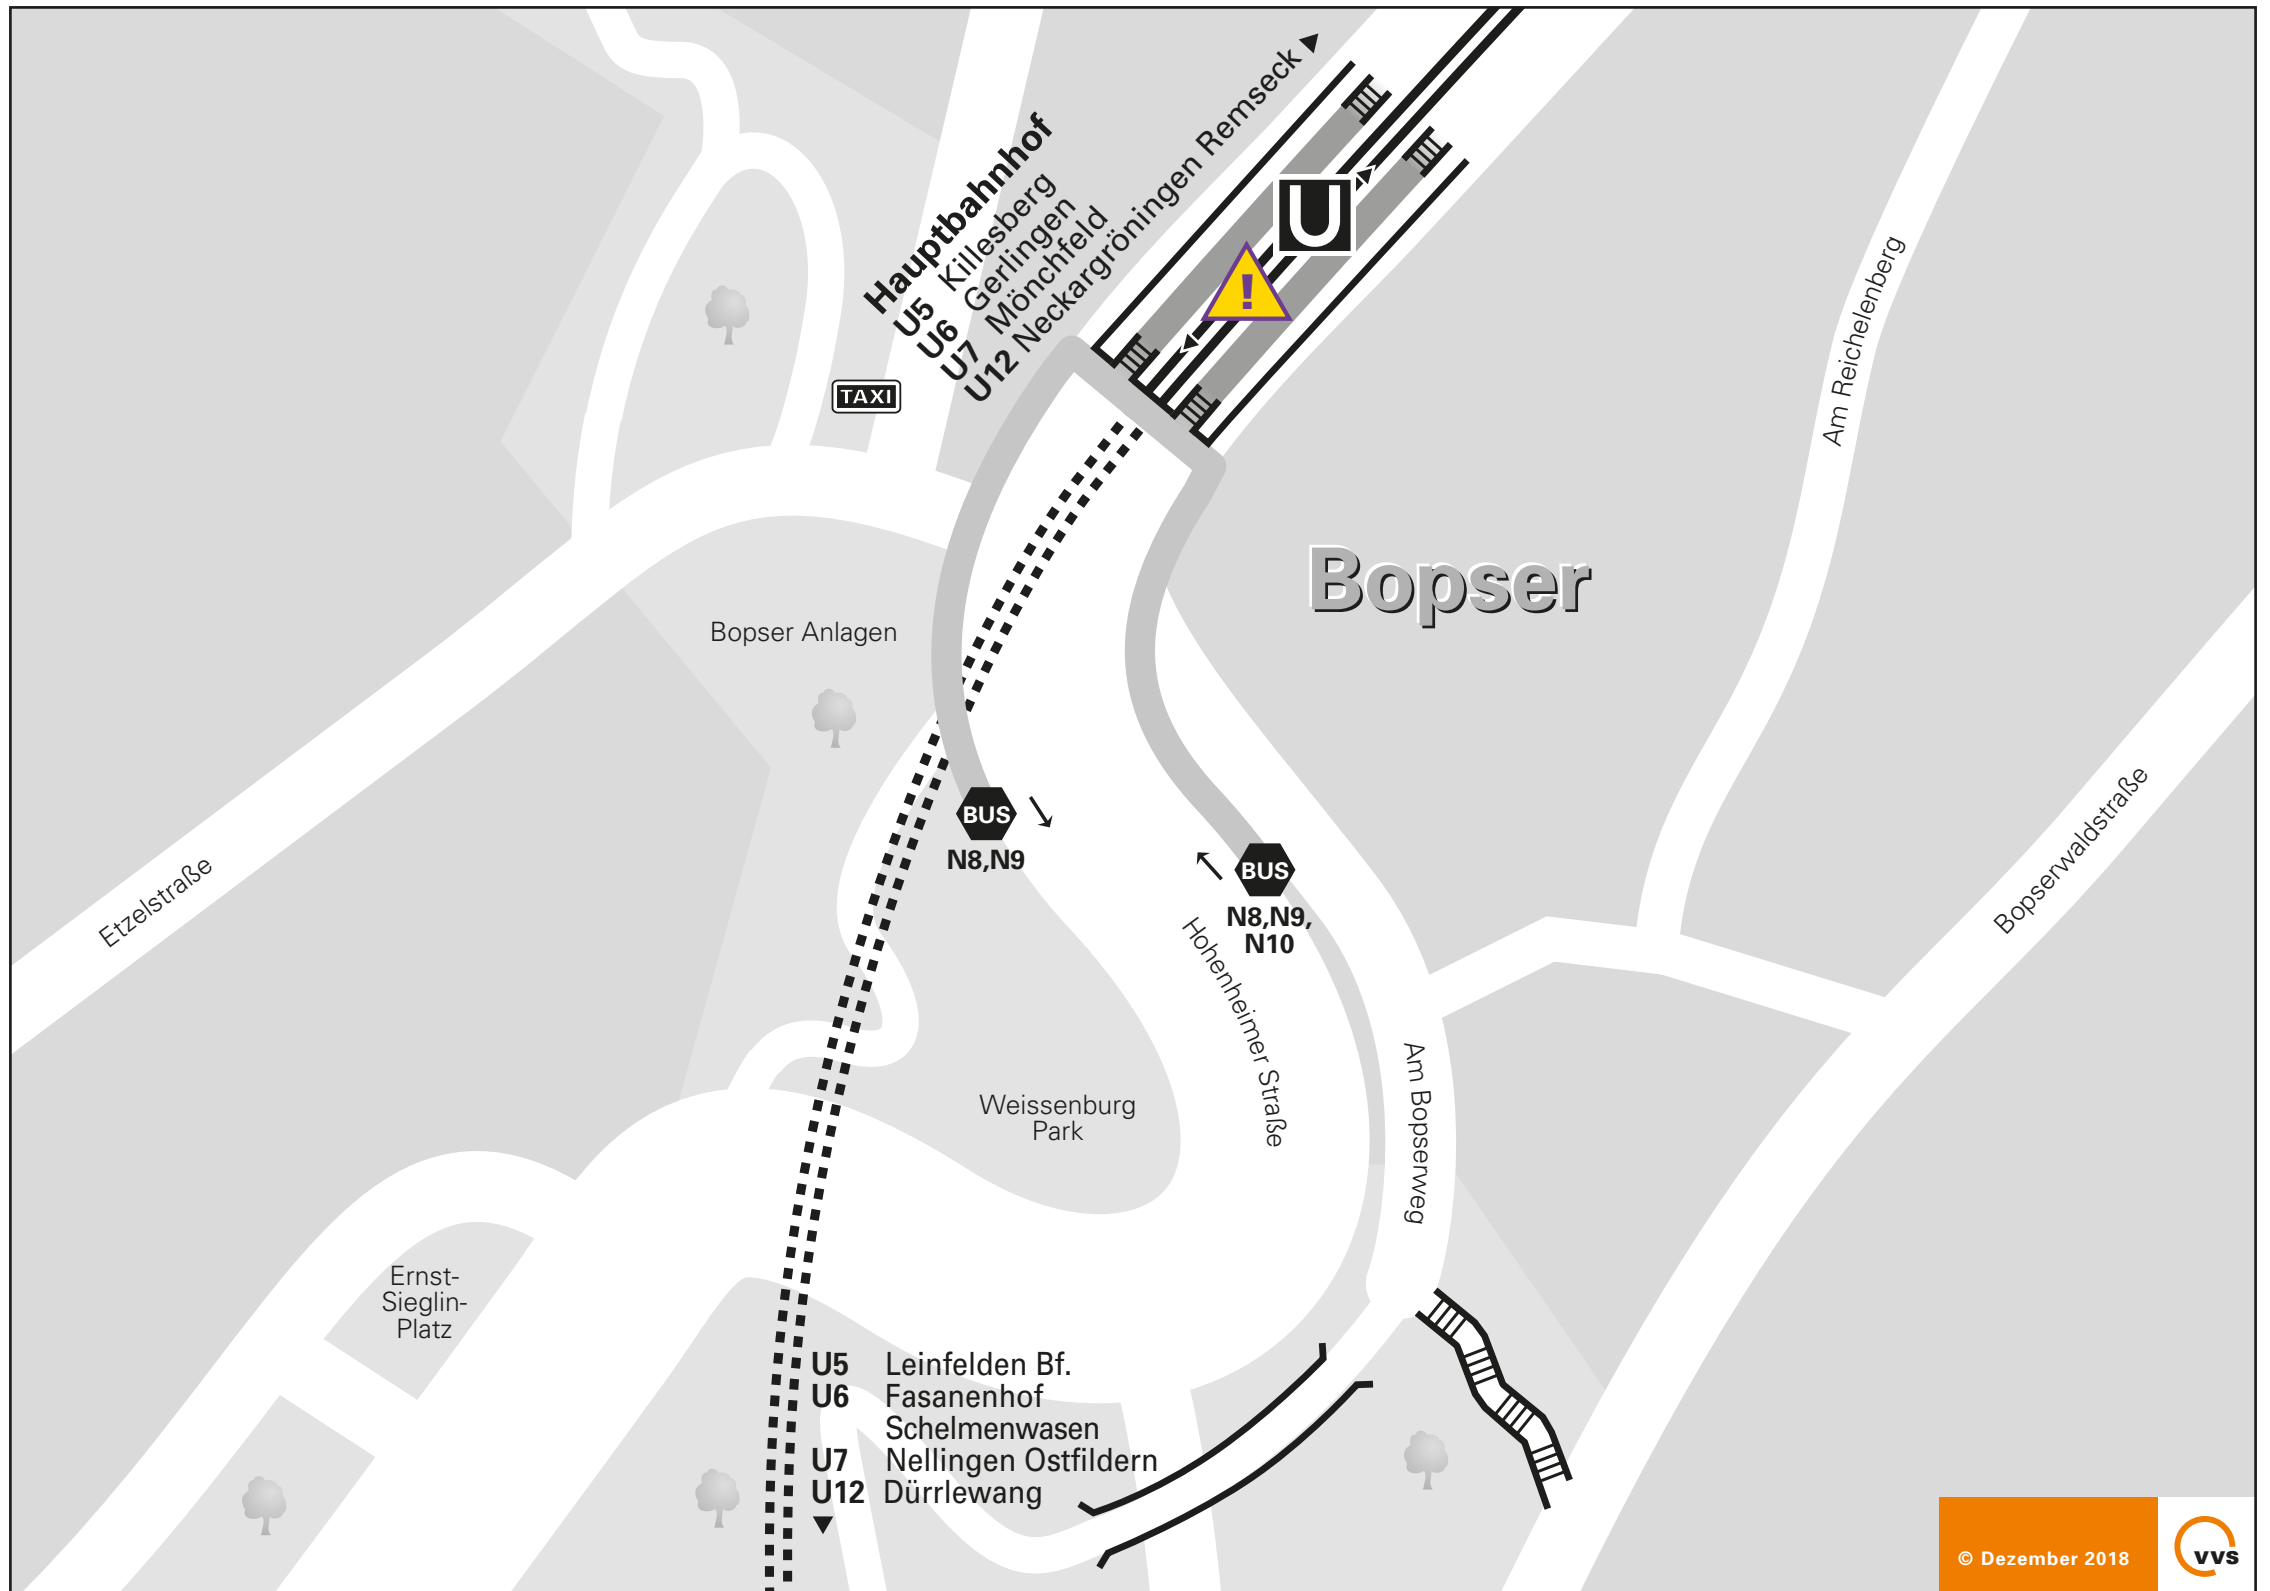 Hauptbahnhof
U5 Killesberg
U6 Gerlingen
U7 Mönchfeld
U12 Neckargröningen Remseck
U
!
TAXI
Am Reichelenberg
Bopser
Bopser Anlagen
BUS
N8,N9
BUS
N8,N9,
N10
Etzelstraße
Bopserwaldstraße
Hohenheimer Straße
Am Bopserweg
Weissenburg
Park
Ernst-
Sieglin-
Platz
U5 Leinfelden Bf.
U6 Fasanenhof
Schelmenwasen
U7 Nellingen Ostfildern
U12 Dürrlewang
© Dezember 2018
vvs